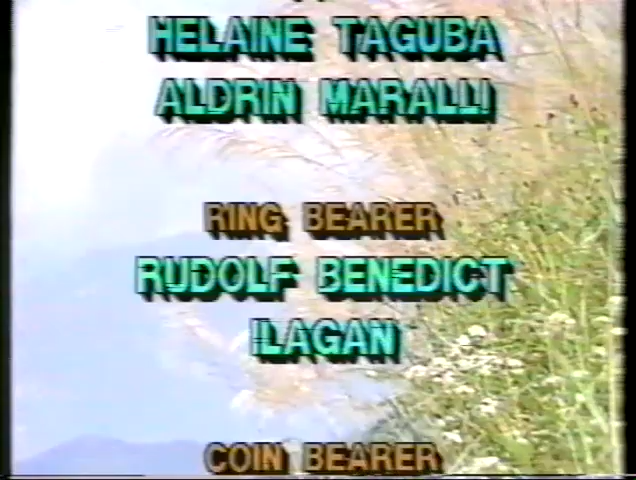 HELAINE TAGUBA
ALDRIN MARALLI
RING BEARER
RUDOLF BENEDICT
ILAGAN
COIN BEARER